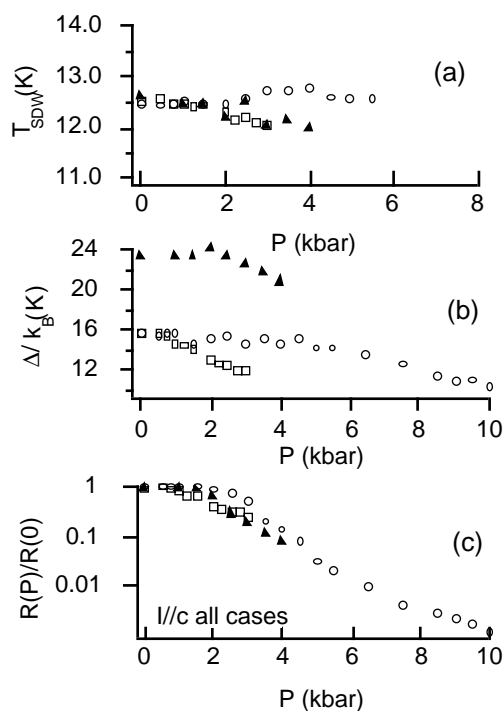 14.0
13.0
12.0
11.0
T_SDW(K)
(a)
0 2 4 6 8
P (kbar)
24
20
16
12
Δ/k_B(K)
(b)
0 2 4 6 8 10
P (kbar)
1
0.1
0.01
R(P)/R(0)
(c)
I//c all cases
0 2 4 6 8 10
P (kbar)